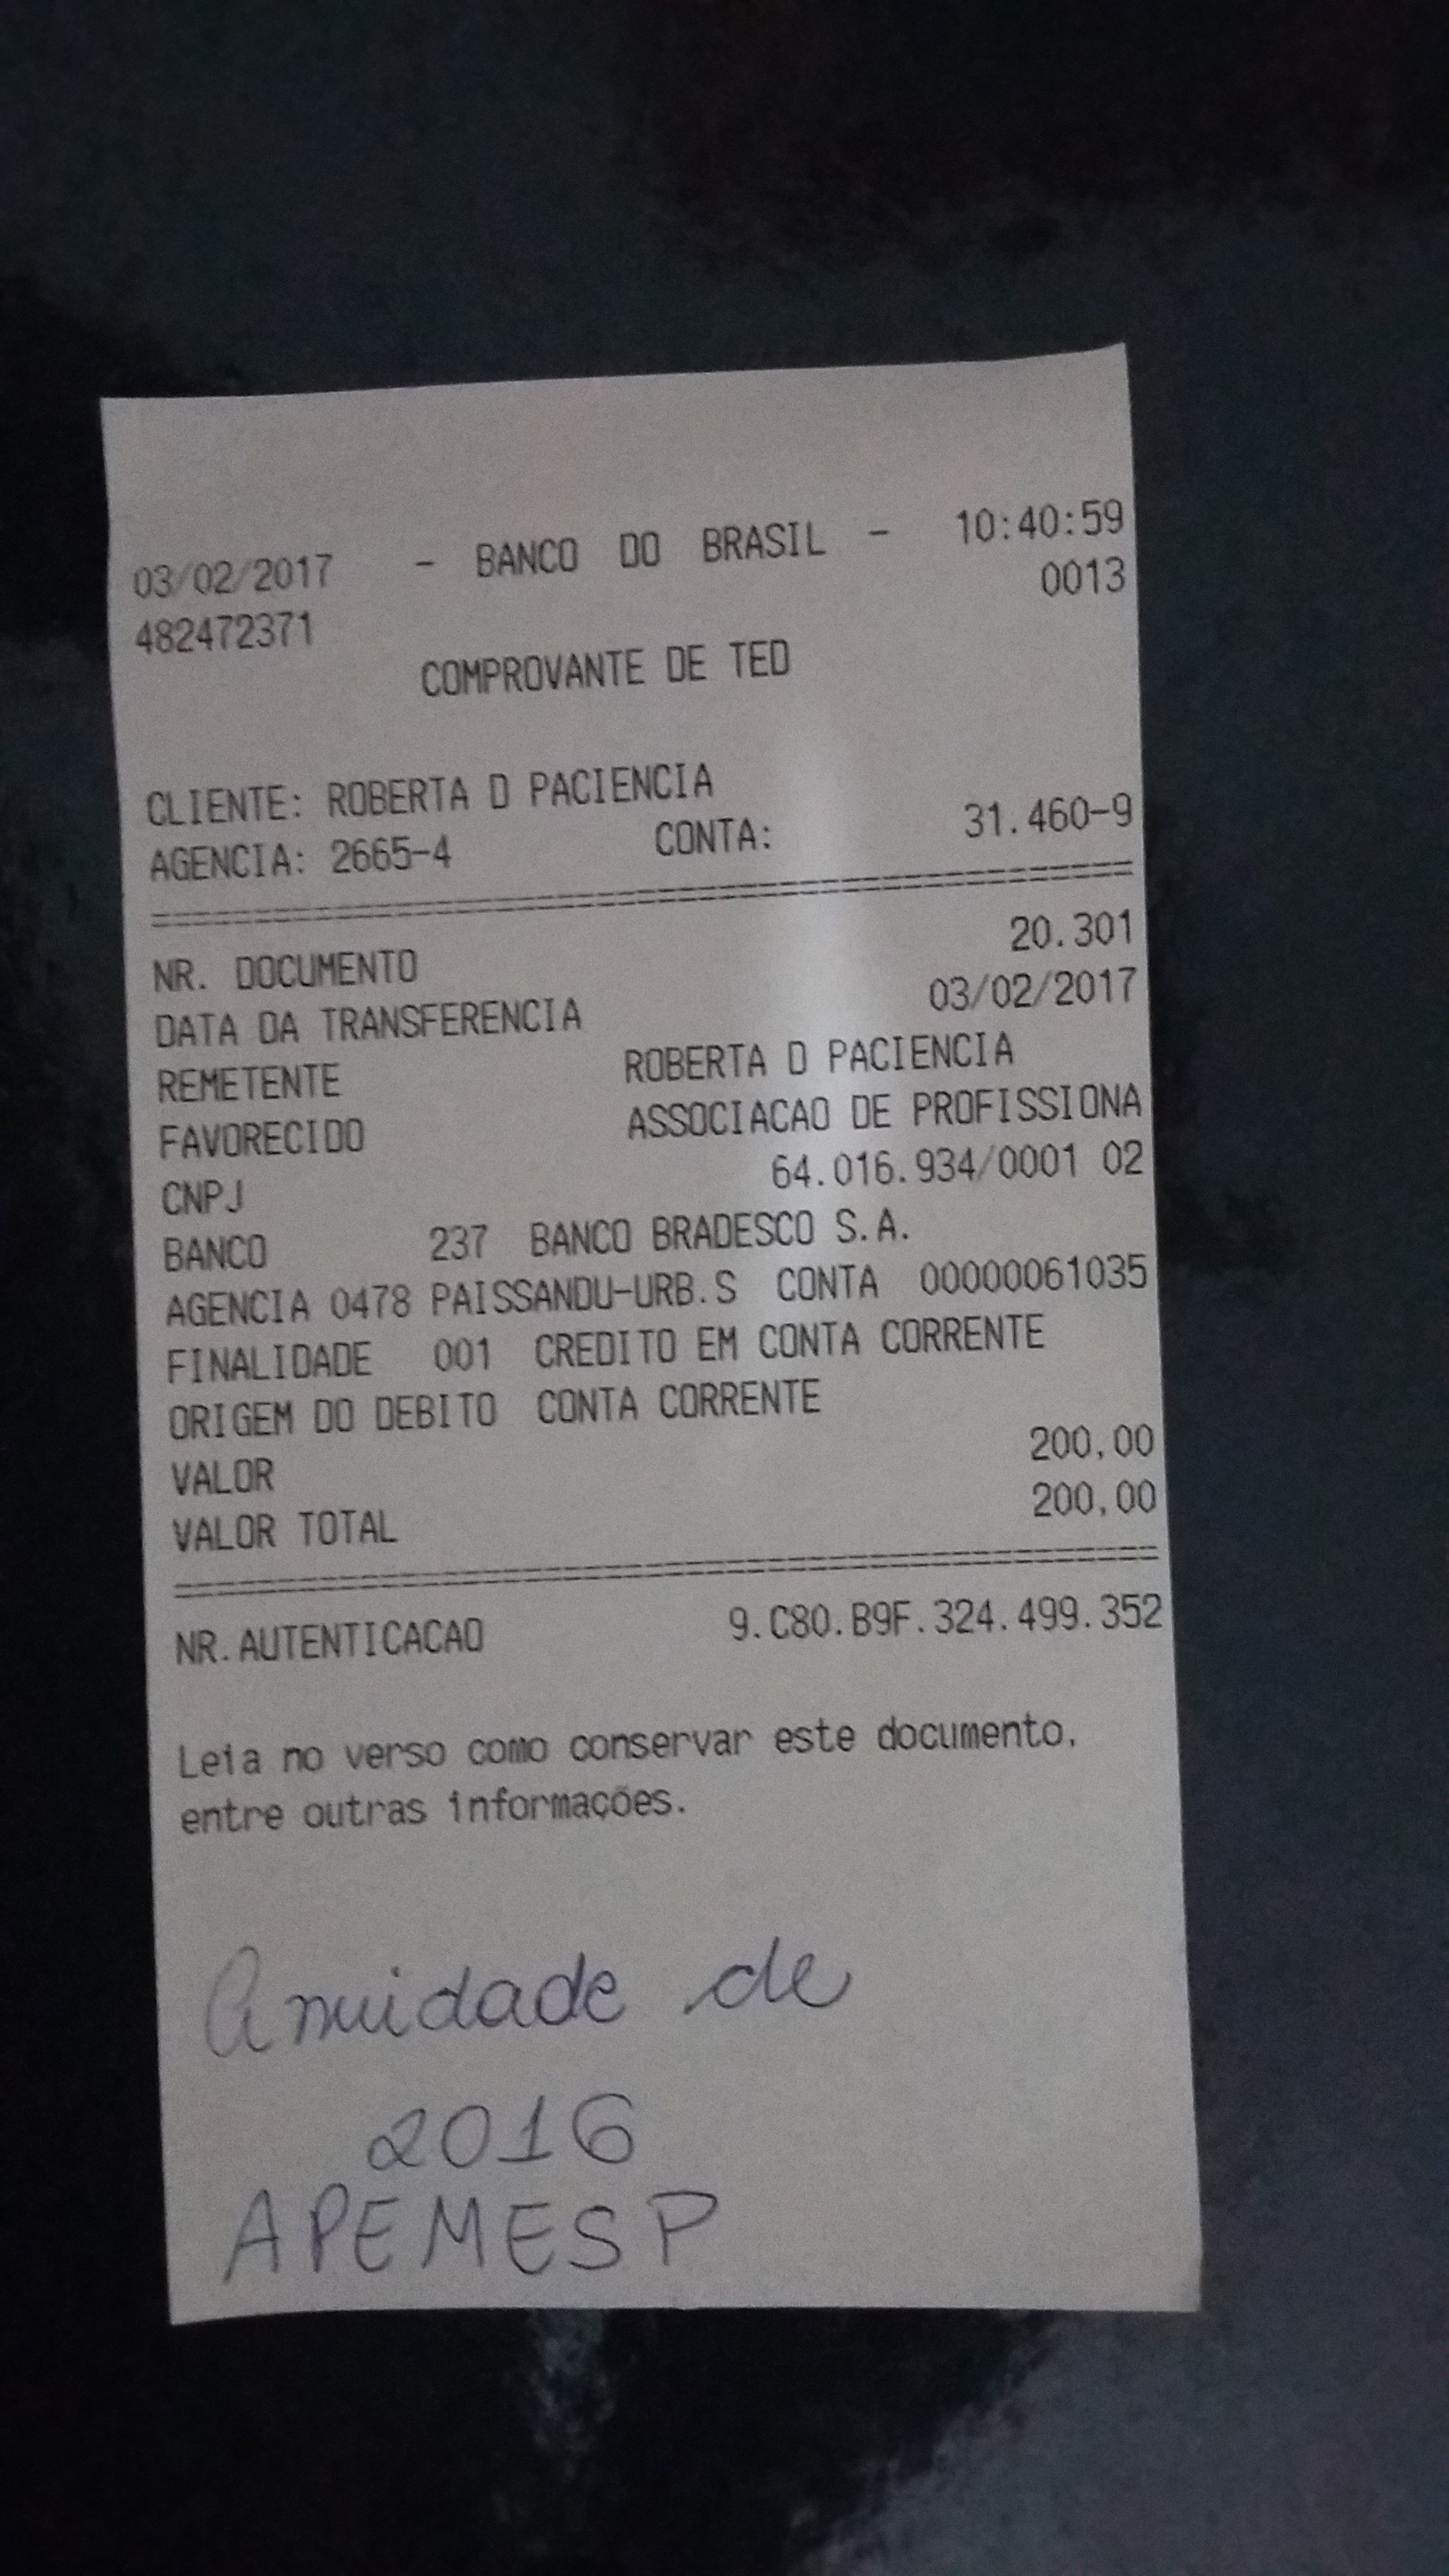 03/02/2017 - BANCO DO BRASIL - 10:40:59
482472371 0013
COMPROVANTE DE TED
CLIENTE: ROBERTA D PACIENCIA
AGENCIA: 2665-4 CONTA: 31.460-9
================================================
NR. DOCUMENTO 20.301
DATA DA TRANSFERENCIA 03/02/2017
REMETENTE ROBERTA D PACIENCIA
FAVORECIDO ASSOCIACAO DE PROFISSIONA
CNPJ 64.016.934/0001 02
BANCO 237 BANCO BRADESCO S.A.
AGENCIA 0478 PAISSANDU-URB.S CONTA 00000061035
FINALIDADE 001 CREDITO EM CONTA CORRENTE
ORIGEM DO DEBITO CONTA CORRENTE
VALOR 200,00
VALOR TOTAL 200,00
================================================
NR.AUTENTICACAO 9.C80.B9F.324.499.352
Leia no verso como conservar este documento,
entre outras informações.
Anuidade de
2016
APEMESP